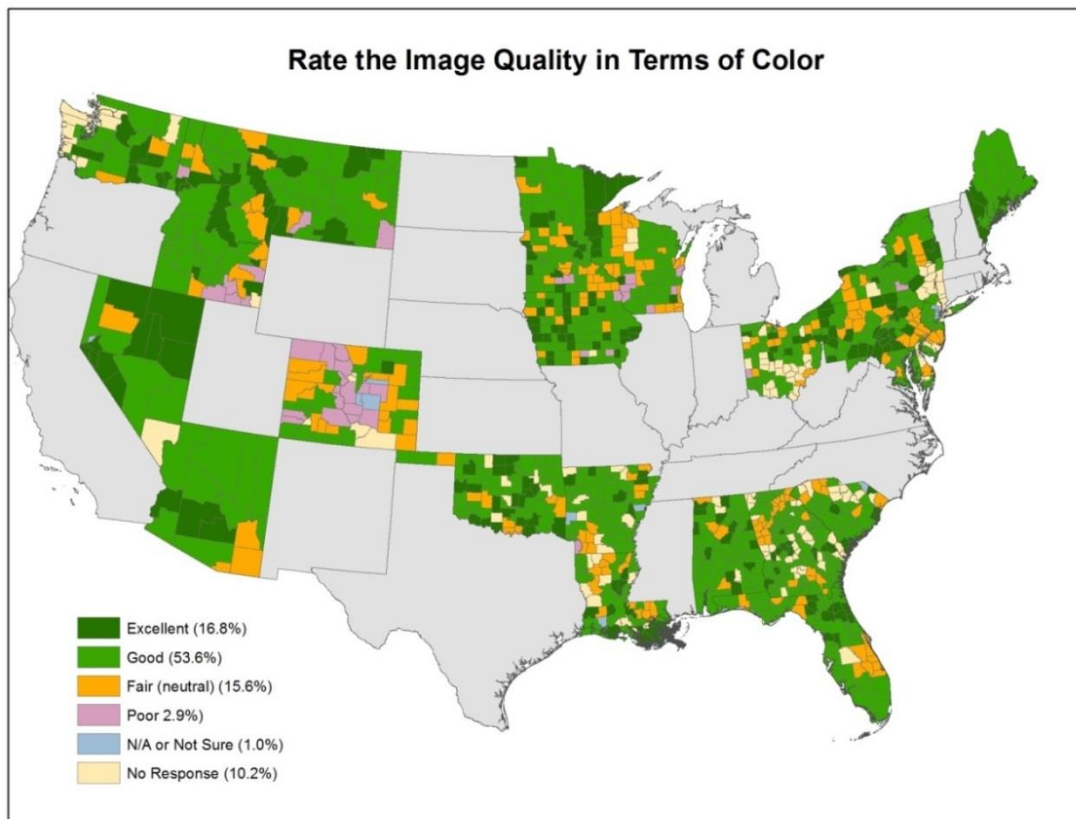 Rate the Image Quality in Terms of Color
Excellent (16.8%)
Good (53.6%)
Fair (neutral) (15.6%)
Poor 2.9%)
N/A or Not Sure (1.0%)
No Response (10.2%)